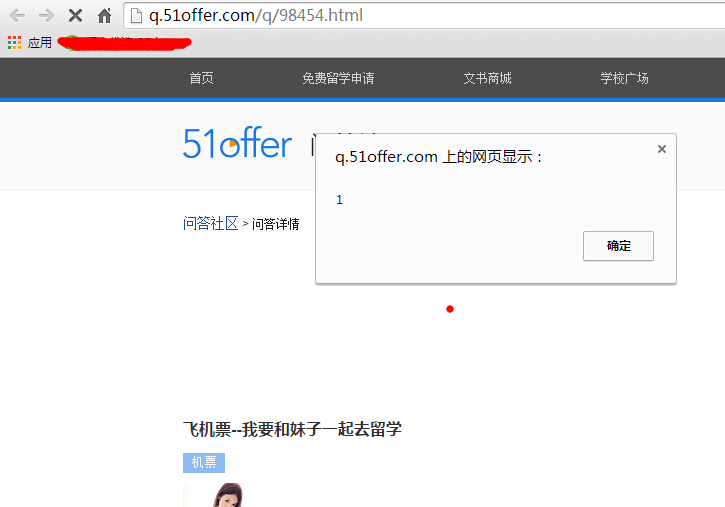 q.51offer.com/q/98454.html
应用
首页 免费留学申请 文书商城 学校广场
51offer
q.51offer.com 上的网页显示：
1
确定
问答社区 > 问答详情
飞机票--我要和妹子一起去留学
机票